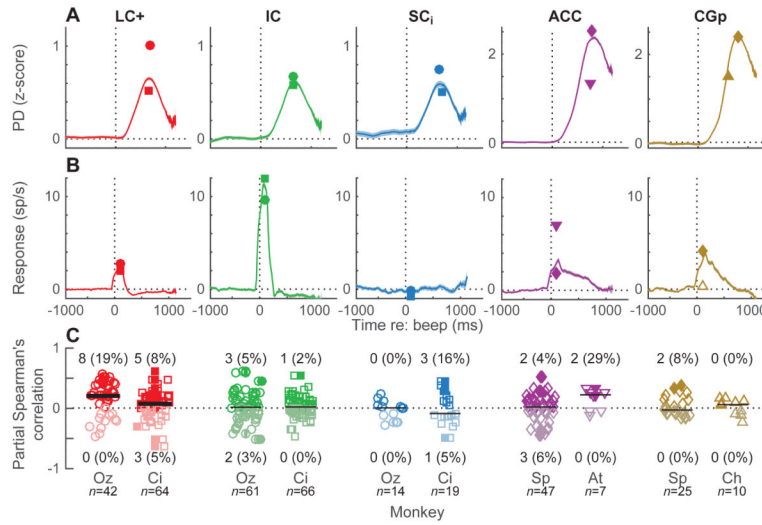 A LC+ IC SCi ACC CGp
PD (z-score)
1 1 1 2 2
0 0 0 0 0
B
Response (sp/s)
10 10 10 10 10
0 0 0 0 0
-1000 0 1000 -1000 0 1000 -1000 0 1000 -1000 0 1000 -1000 0 1000
Time re: beep (ms)
C
Partial Spearman's
correlation
1
0
-1
8 (19%) 5 (8%) 3 (5%) 1 (2%) 0 (0%) 3 (16%) 2 (4%) 2 (29%) 2 (8%) 0 (0%)
0 (0%) 3 (5%) 2 (3%) 0 (0%) 0 (0%) 1 (5%) 3 (6%) 0 (0%) 0 (0%) 0 (0%)
Oz Ci Oz Ci Oz Ci Sp At Sp Ch
n=42 n=64 n=61 n=66 n=14 n=19 n=47 n=7 n=25 n=10
Monkey